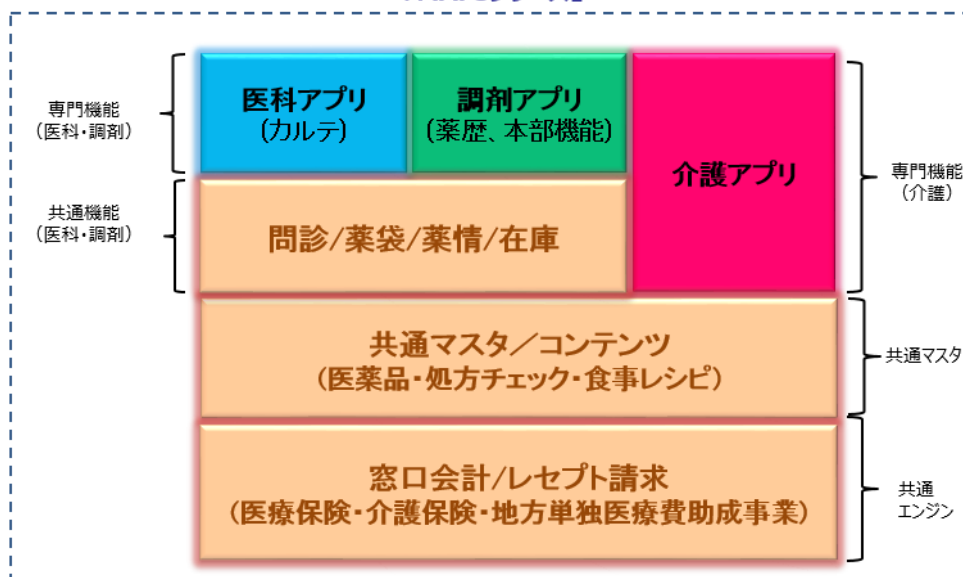 専門機能
(医科・調剤)
医科アプリ
(カルテ)
調剤アプリ
(薬歴、本部機能)
介護アプリ
専門機能
(介護)
共通機能
(医科・調剤)
問診/薬袋/薬情/在庫
共通マスタ／コンテンツ
(医薬品・処方チェック・食事レシピ)
共通マスタ
窓口会計/レセプト請求
(医療保険・介護保険・地方単独医療費助成事業)
共通
エンジン